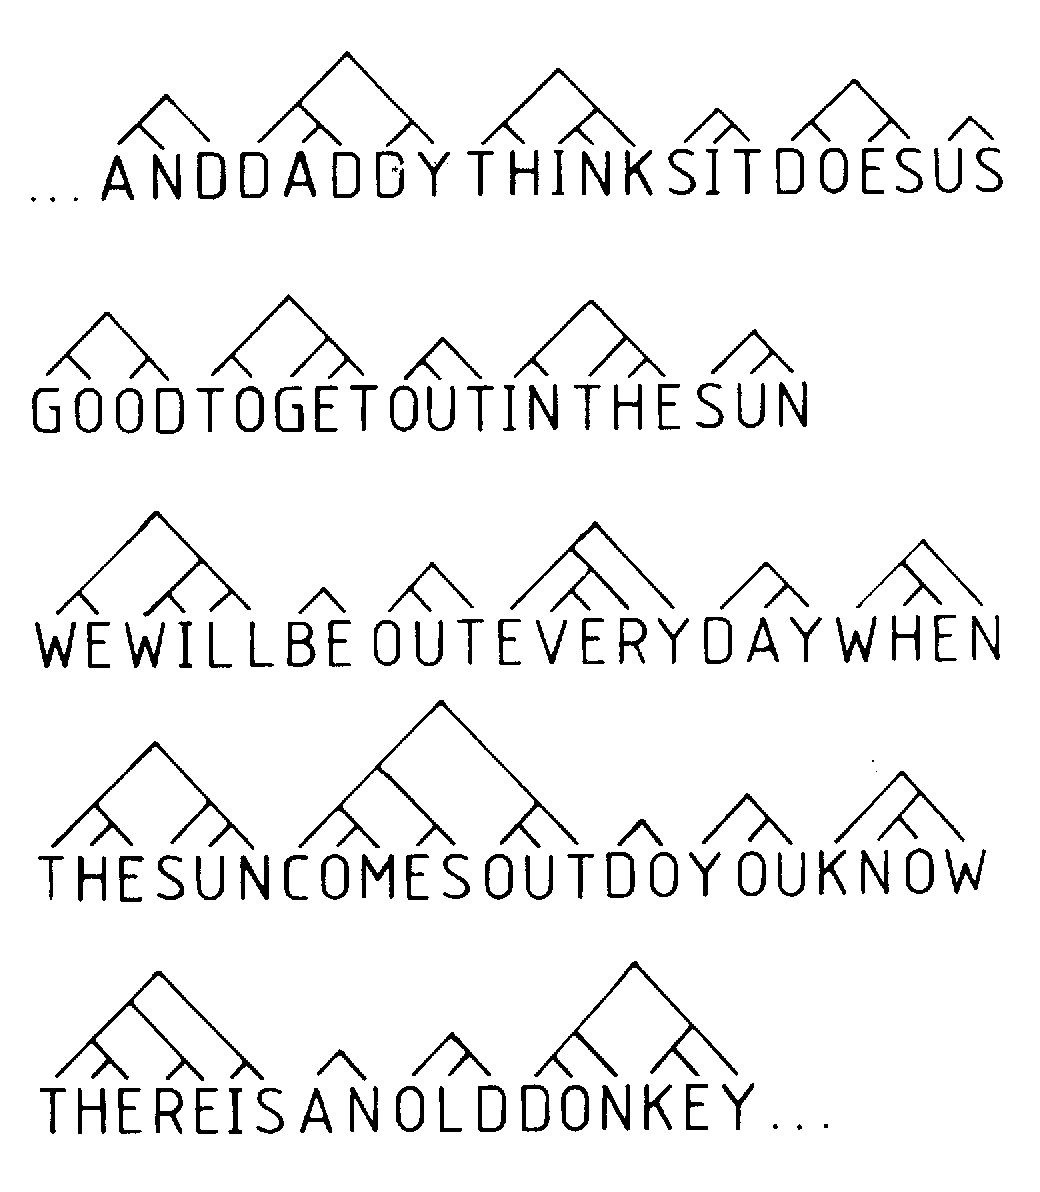 ...ANDDADDYTHINKSITDOESUS
GOODTOGETOUTINTHESUN
WEWILLBEOUTEVERYDAYWHEN
THESUNCOMESOUTDOYOUKNOW
THEREISANOLDDONKEY...